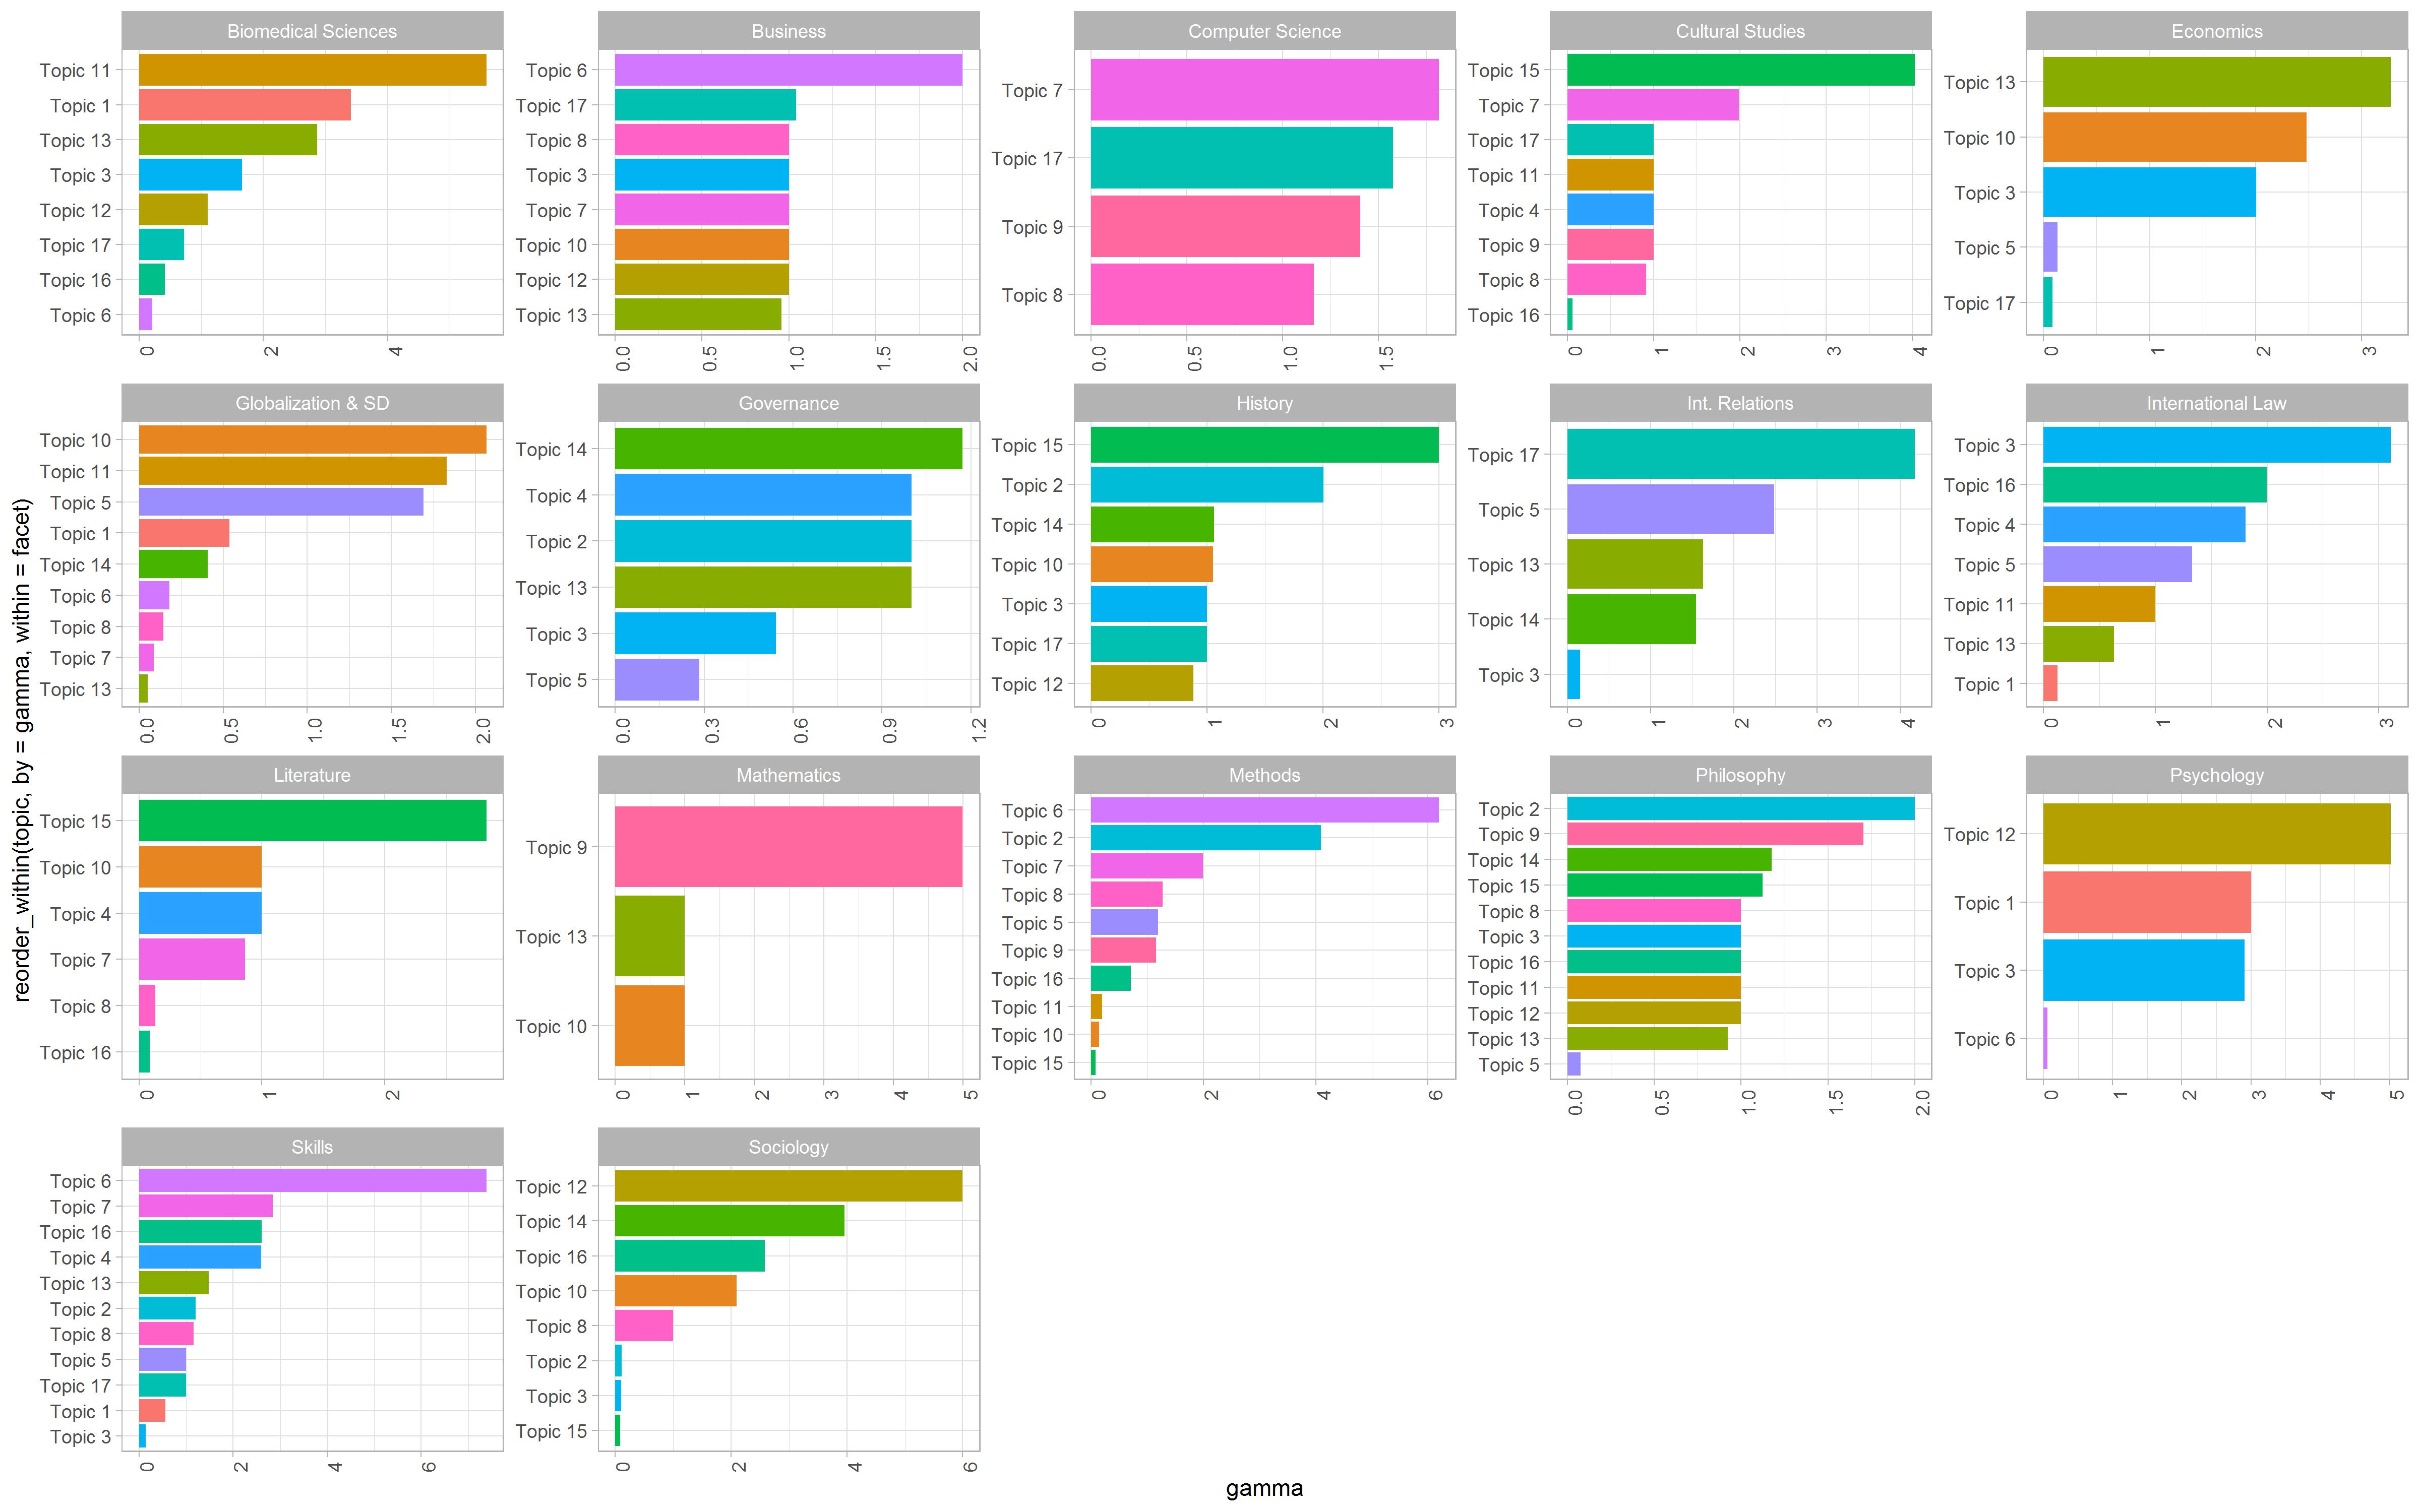 reorder_within(topic, by = gamma, within = facet)
Biomedical Sciences
Topic 11
Topic 1
Topic 13
Topic 3
Topic 12
Topic 17
Topic 16
Topic 6
0 2 4
Business
Topic 6
Topic 17
Topic 8
Topic 3
Topic 7
Topic 10
Topic 12
Topic 13
0.0 0.5 1.0 1.5 2.0
Computer Science
Topic 7
Topic 17
Topic 9
Topic 8
0.0 0.5 1.0 1.5
Cultural Studies
Topic 15
Topic 7
Topic 17
Topic 11
Topic 4
Topic 9
Topic 8
Topic 16
0 1 2 3 4
Economics
Topic 13
Topic 10
Topic 3
Topic 5
Topic 17
0 1 2 3
Globalization & SD
Topic 10
Topic 11
Topic 5
Topic 1
Topic 14
Topic 6
Topic 8
Topic 7
Topic 13
0.0 0.5 1.0 1.5 2.0
Governance
Topic 14
Topic 4
Topic 2
Topic 13
Topic 3
Topic 5
0.0 0.3 0.6 0.9 1.2
History
Topic 15
Topic 2
Topic 14
Topic 10
Topic 3
Topic 17
Topic 12
0 1 2 3
Int. Relations
Topic 17
Topic 5
Topic 13
Topic 14
Topic 3
0 1 2 3 4
International Law
Topic 3
Topic 16
Topic 4
Topic 5
Topic 11
Topic 13
Topic 1
0 1 2 3
Literature
Topic 15
Topic 10
Topic 4
Topic 7
Topic 8
Topic 16
0 1 2
Mathematics
Topic 9
Topic 13
Topic 10
0 1 2 3 4 5
Methods
Topic 6
Topic 2
Topic 7
Topic 8
Topic 5
Topic 9
Topic 16
Topic 11
Topic 10
Topic 15
0 2 4 6
Philosophy
Topic 2
Topic 9
Topic 14
Topic 15
Topic 8
Topic 3
Topic 16
Topic 11
Topic 12
Topic 13
Topic 5
0.0 0.5 1.0 1.5 2.0
Psychology
Topic 12
Topic 1
Topic 3
Topic 6
0 1 2 3 4 5
Skills
Topic 6
Topic 7
Topic 16
Topic 4
Topic 13
Topic 2
Topic 8
Topic 5
Topic 17
Topic 1
Topic 3
0 2 4 6
Sociology
Topic 12
Topic 14
Topic 16
Topic 10
Topic 8
Topic 2
Topic 3
Topic 15
0 2 4 6
gamma